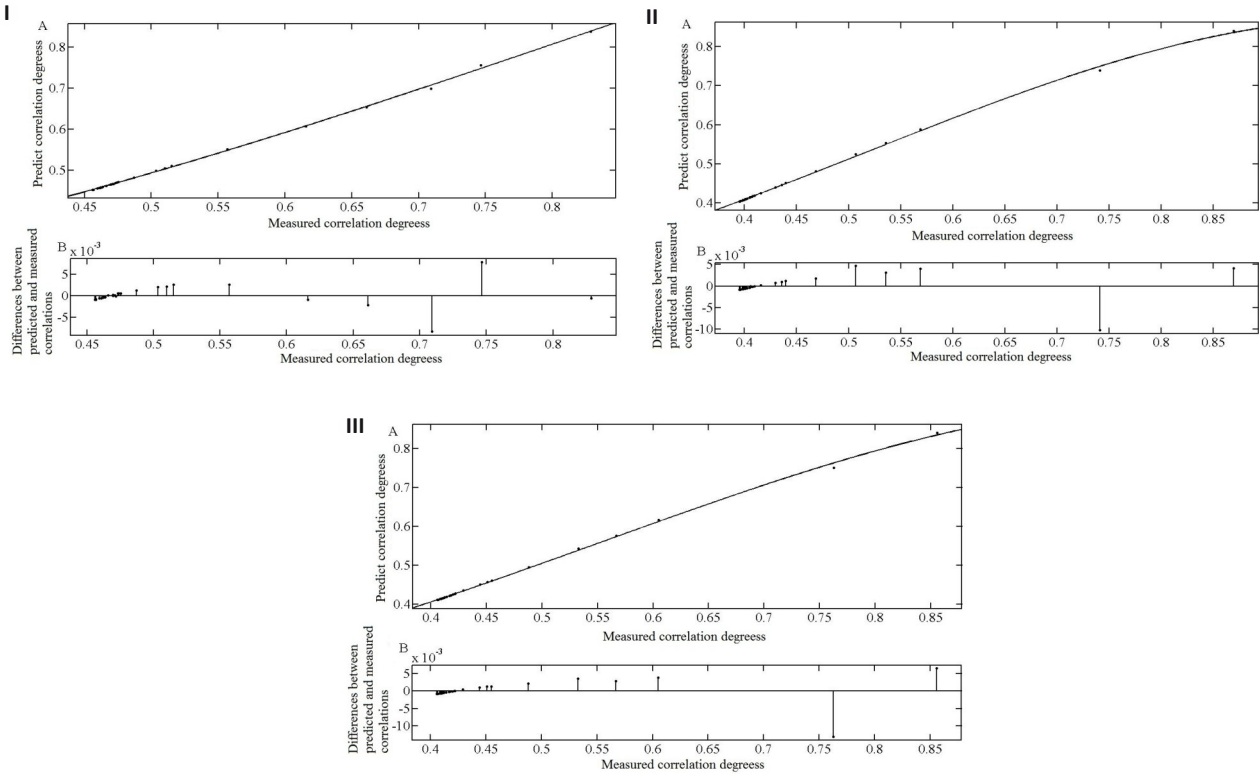 I
A
Predict correlation degreess
0.8
0.7
0.6
0.5
0.45 0.5 0.55 0.6 0.65 0.7 0.75 0.8
Measured correlation degreess
B
x 10-3
Differences between
predicted and measured
correlations
5
0
-5
0.45 0.5 0.55 0.6 0.65 0.7 0.75 0.8
Measured correlation degreess
II
A
Predict correlation degreess
0.8
0.7
0.6
0.5
0.4
0.4 0.45 0.5 0.55 0.6 0.65 0.7 0.75 0.8 0.85
Measured correlation degreess
B
x 10-3
Differences between
predicted and measured
correlations
5
0
-5
-10
0.4 0.45 0.5 0.55 0.6 0.65 0.7 0.75 0.8 0.85
Measured correlation degreess
III
A
Predict correlation degreess
0.8
0.7
0.6
0.5
0.4
0.4 0.45 0.5 0.55 0.6 0.65 0.7 0.75 0.8 0.85
Measured correlation degreess
B
x 10-3
Differences between
predicted and measured
correlations
5
0
-5
-10
0.4 0.45 0.5 0.55 0.6 0.65 0.7 0.75 0.8 0.85
Measured correlation degreess